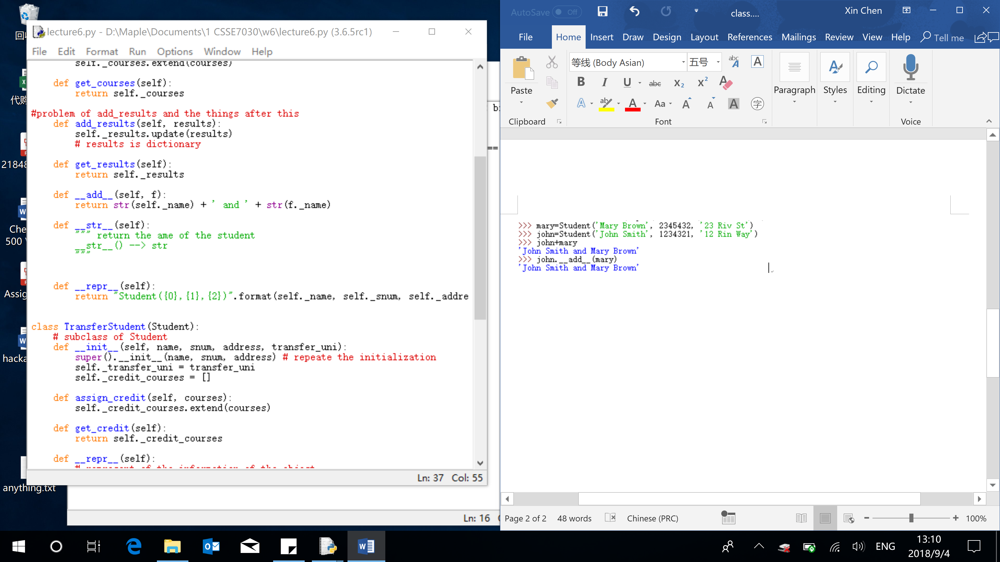 回
代购
21848
Che
500
Assig
hacka
anything.txt
lecture6.py - D:\Maple\Documents\1 CSSE7030\w6\lecture6.py (3.6.5rc1)
File Edit Format Run Options Window Help
self._courses.extend(courses)
def get_courses(self):
return self._courses
#problem of add_results and the things after this
def add_results(self, results):
self._results.update(results)
# results is dictionary
def get_results(self):
return self._results
def __add__(self, f):
return str(self._name) + ' and ' + str(f._name)
def __str__(self):
""" return the ame of the student
__str__() --> str
"""
def __repr__(self):
return "Student({0},{1},{2})".format(self._name, self._snum, self._addre
class TransferStudent(Student):
# subclass of Student
def __init__(self, name, snum, address, transfer_uni):
super().__init__(name, snum, address) # repeate the initialization
self._transfer_uni = transfer_uni
self._credit_courses = []
def assign_credit(self, courses):
self._credit_courses.extend(courses)
def get_credit(self):
return self._credit_courses
def __repr__(self):
# represent of the information of the object
Ln: 37 Col: 55
==
Ln: 16
AutoSave Off class.... Xin Chen
File Home Insert Draw Design Layout References Mailings Review View Help Tell me
Paste
Clipboard
等线 (Body Asian) 五号
Font
Paragraph
Styles
Editing
Dictate
Voice
>>> mary=Student('Mary Brown', 2345432, '23 Riv St')
>>> john=Student('John Smith', 1234321, '12 Rin Way')
>>> john+mary
'John Smith and Mary Brown'
>>> john.__add__(mary)
'John Smith and Mary Brown'
Page 2 of 2 48 words Chinese (PRC) 100%
ENG
13:10
2018/9/4